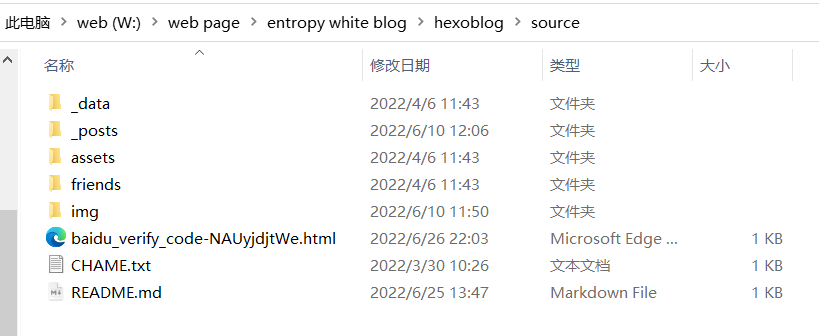 此电脑 > web (W:) > web page > entropy white blog > hexoblog > source
名称 修改日期 类型 大小
_data 2022/4/6 11:43 文件夹
_posts 2022/6/10 12:06 文件夹
assets 2022/4/6 11:43 文件夹
friends 2022/4/6 11:43 文件夹
img 2022/6/10 11:50 文件夹
baidu_verify_code-NAUyjdjtWe.html 2022/6/26 22:03 Microsoft Edge ... 1 KB
CHAME.txt 2022/3/30 10:26 文本文档 1 KB
README.md 2022/6/25 13:47 Markdown File 1 KB